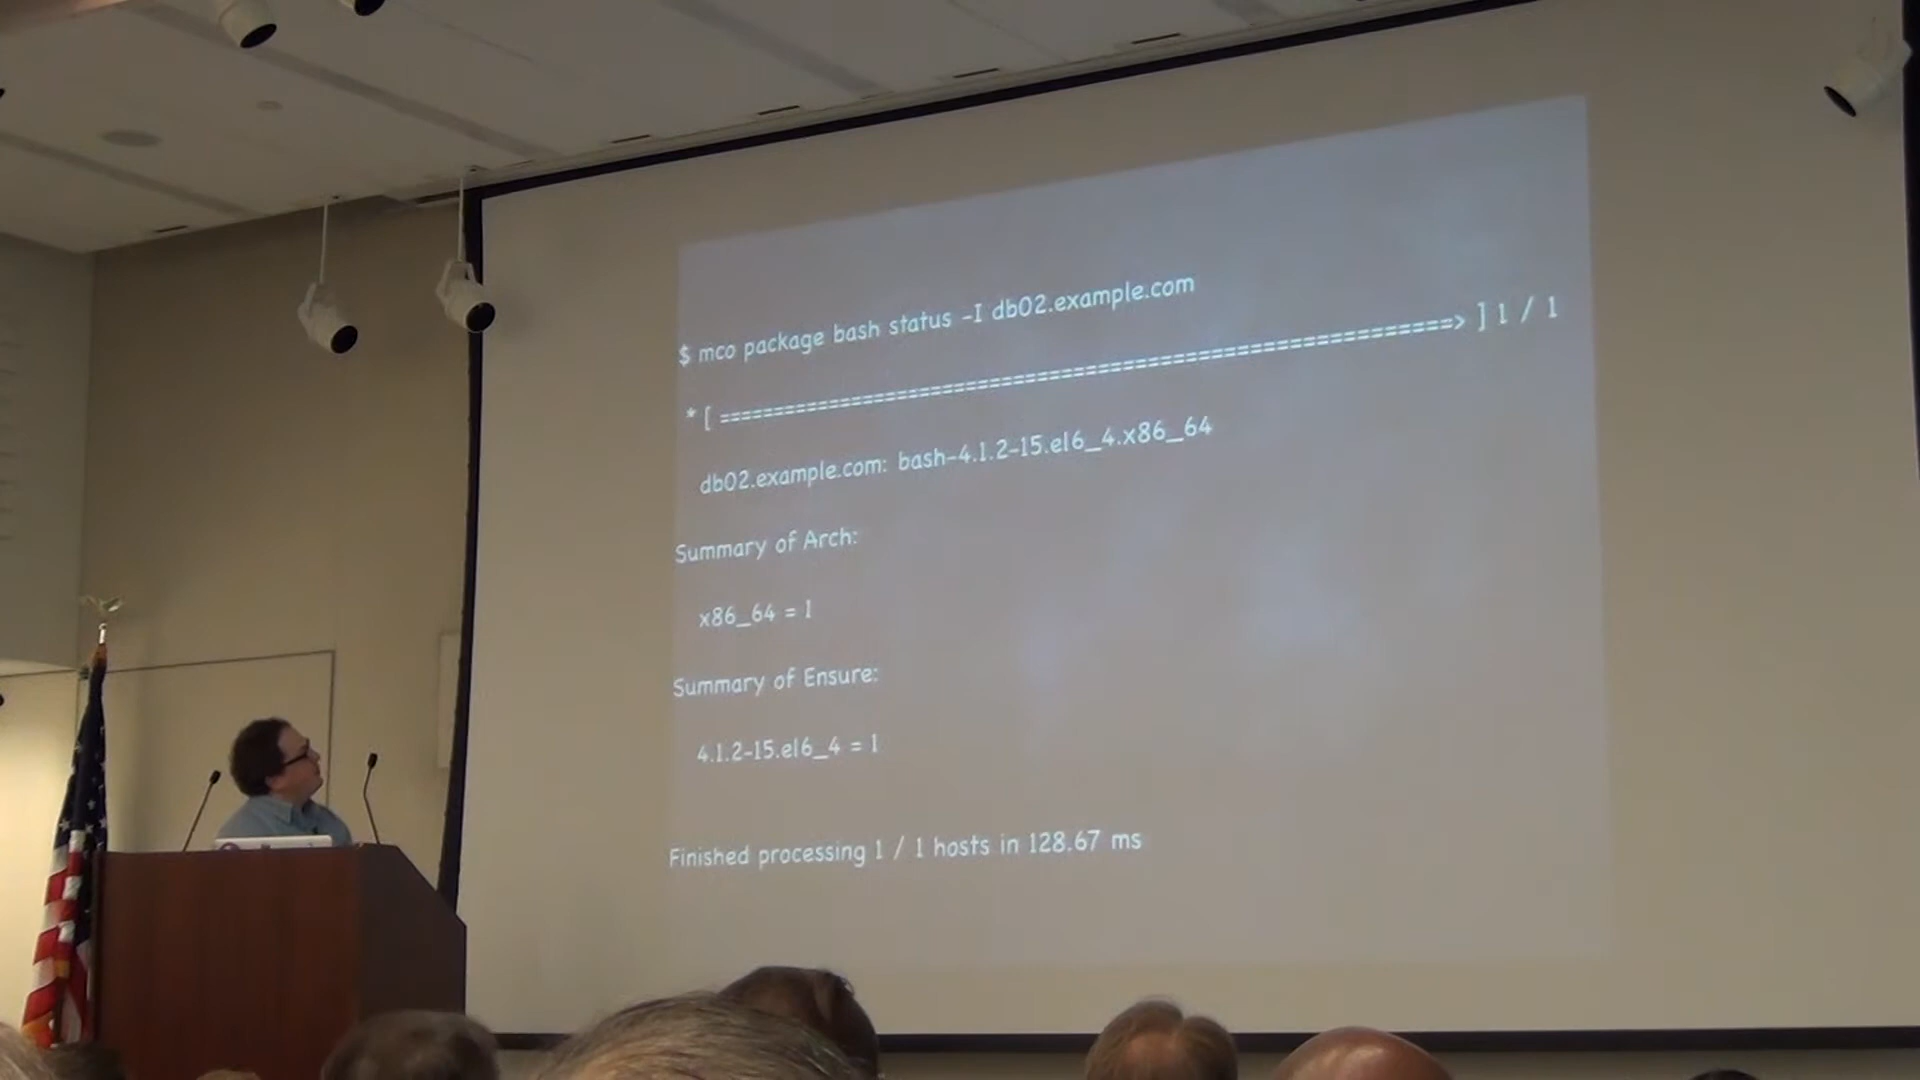 $ mco package bash status -I db02.example.com
* [ ============================================================> ] 1 / 1
db02.example.com: bash-4.1.2-15.el6_4.x86_64
Summary of Arch:
x86_64 = 1
Summary of Ensure:
4.1.2-15.el6_4 = 1
Finished processing 1 / 1 hosts in 128.67 ms